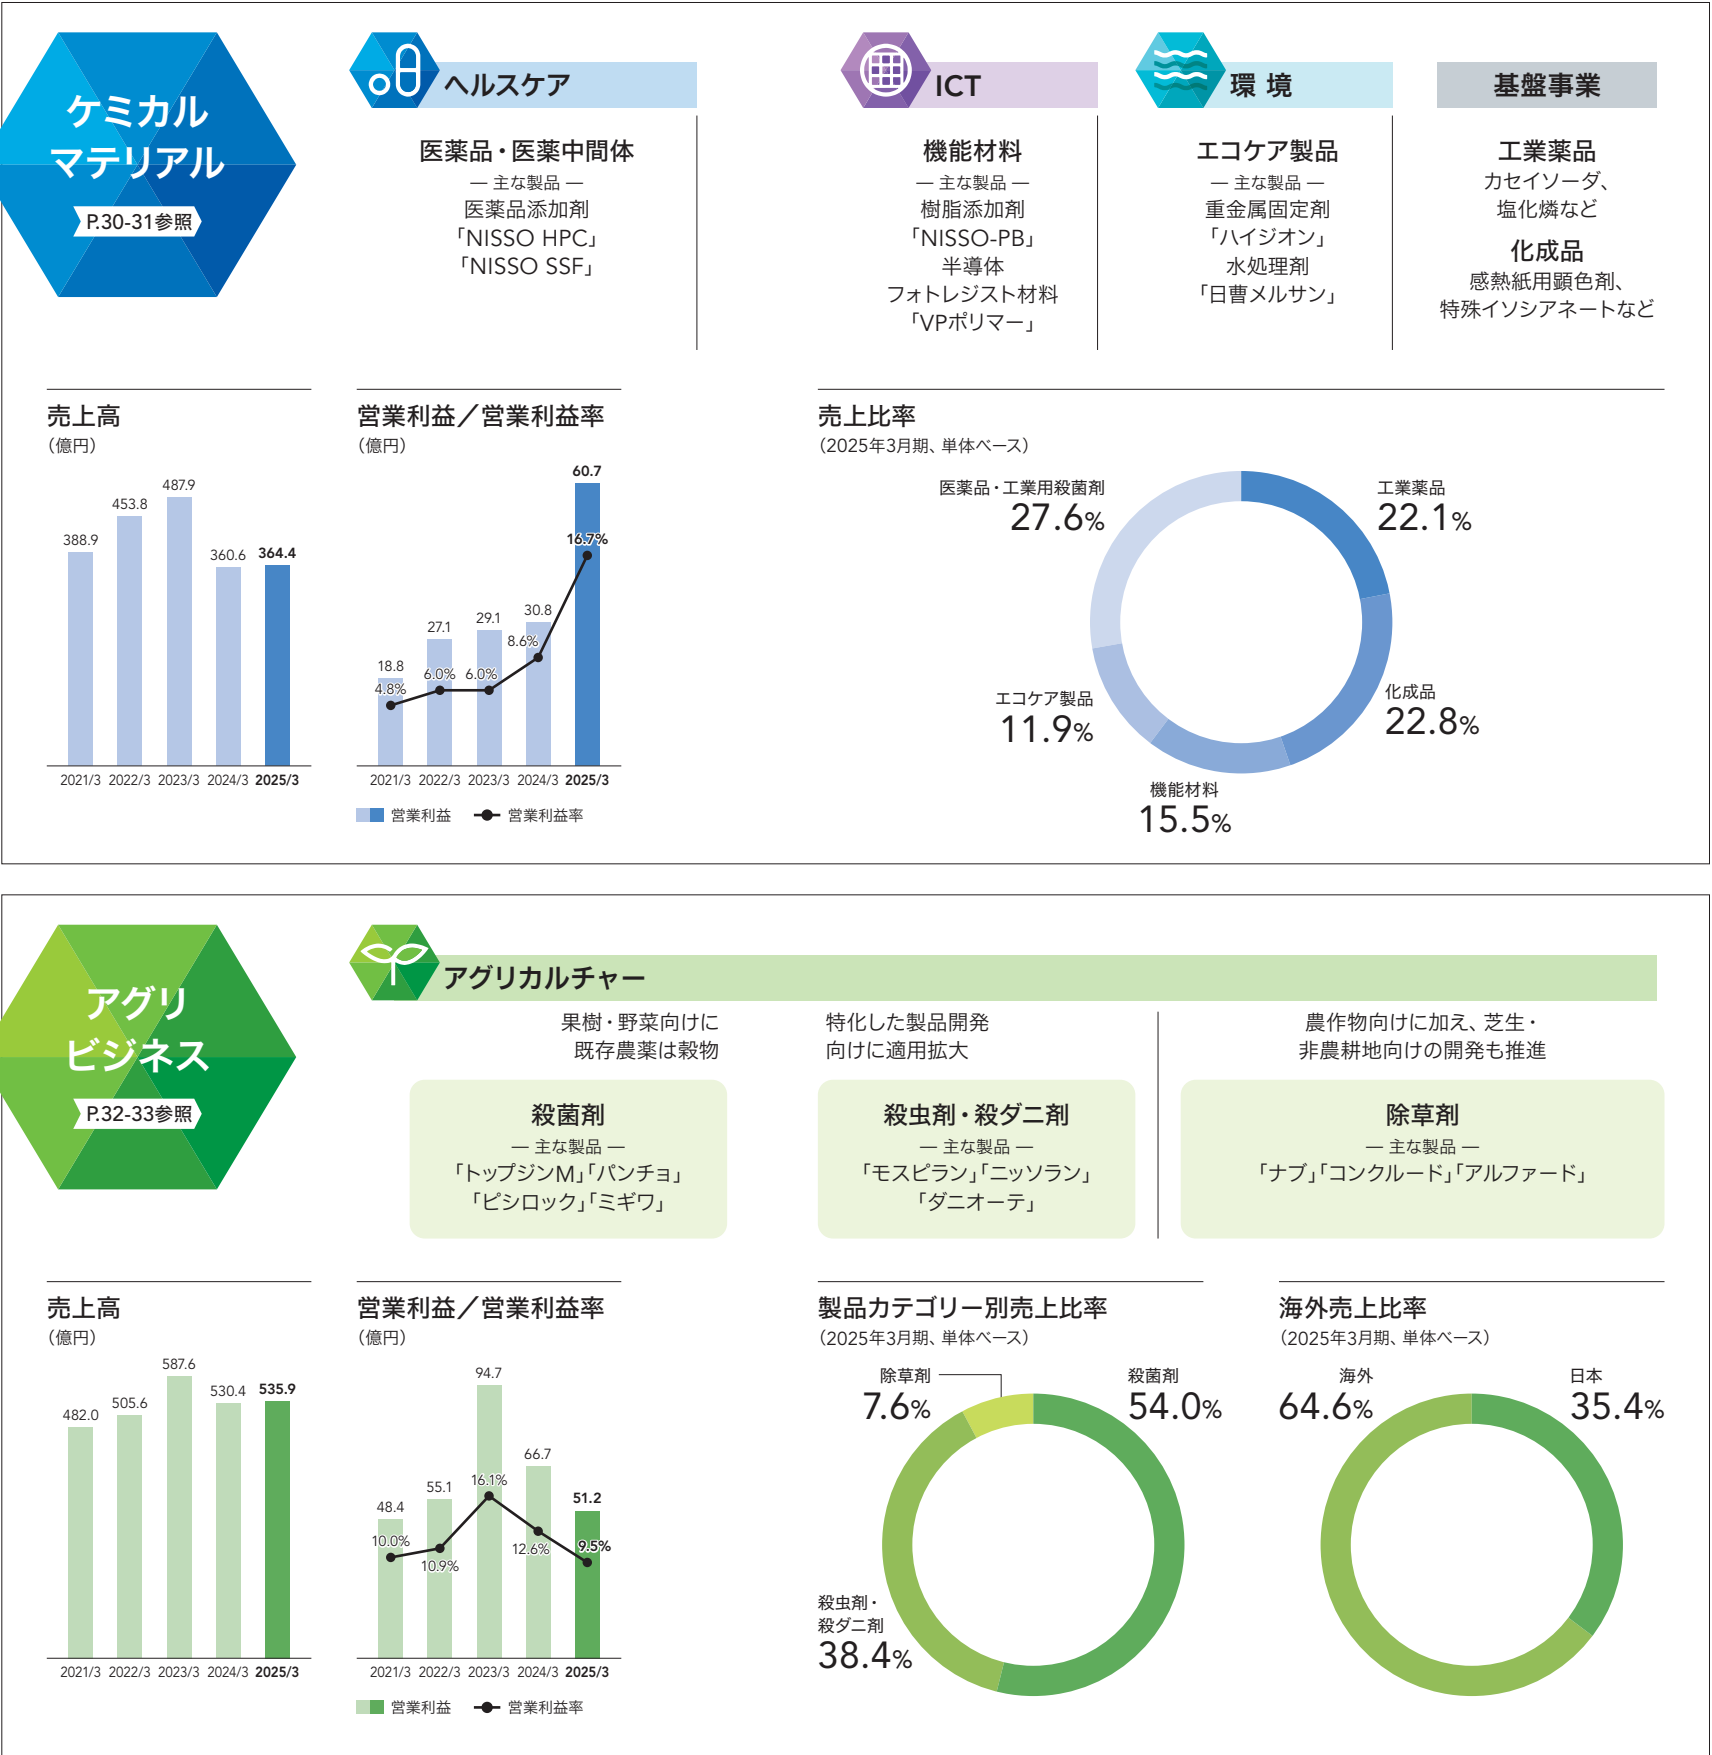 ケミカル
マテリアル
P.30-31参照
ヘルスケア
医薬品・医薬中間体
― 主な製品 ―
医薬品添加剤
「NISSO HPC」
「NISSO SSF」
ICT
機能材料
― 主な製品 ―
樹脂添加剤
「NISSO-PB」
半導体
フォトレジスト材料
「VPポリマー」
環 境
エコケア製品
― 主な製品 ―
重金属固定剤
「ハイジオン」
水処理剤
「日曹メルサン」
基盤事業
工業薬品
カセイソーダ、
塩化燐など
化成品
感熱紙用顕色剤、
特殊イソシアネートなど
売上高
（億円）
388.9
453.8
487.9
360.6
364.4
2021/3 2022/3 2023/3 2024/3 2025/3
営業利益／営業利益率
（億円）
18.8
27.1
29.1
30.8
60.7
4.8%
6.0%
6.0%
8.6%
16.7%
2021/3 2022/3 2023/3 2024/3 2025/3
営業利益 営業利益率
売上比率
（2025年3月期、単体ベース）
医薬品・工業用殺菌剤
27.6%
工業薬品
22.1%
エコケア製品
11.9%
化成品
22.8%
機能材料
15.5%
アグリ
ビジネス
P.32-33参照
アグリカルチャー
果樹・野菜向けに 特化した製品開発
既存農薬は穀物 向けに適用拡大
農作物向けに加え、芝生・
非農耕地向けの開発も推進
殺菌剤
― 主な製品 ―
「トップジンM」「パンチョ」
「ピシロック」「ミギワ」
殺虫剤・殺ダニ剤
― 主な製品 ―
「モスピラン」「ニッソラン」
「ダニオーテ」
除草剤
― 主な製品 ―
「ナブ」「コンクルード」「アルファード」
売上高
（億円）
482.0
505.6
587.6
530.4
535.9
2021/3 2022/3 2023/3 2024/3 2025/3
営業利益／営業利益率
（億円）
48.4
55.1
94.7
66.7
51.2
10.0%
10.9%
16.1%
12.6%
9.5%
2021/3 2022/3 2023/3 2024/3 2025/3
営業利益 営業利益率
製品カテゴリー別売上比率
（2025年3月期、単体ベース）
除草剤
7.6%
殺菌剤
54.0%
殺虫剤・
殺ダニ剤
38.4%
海外売上比率
（2025年3月期、単体ベース）
海外
64.6%
日本
35.4%